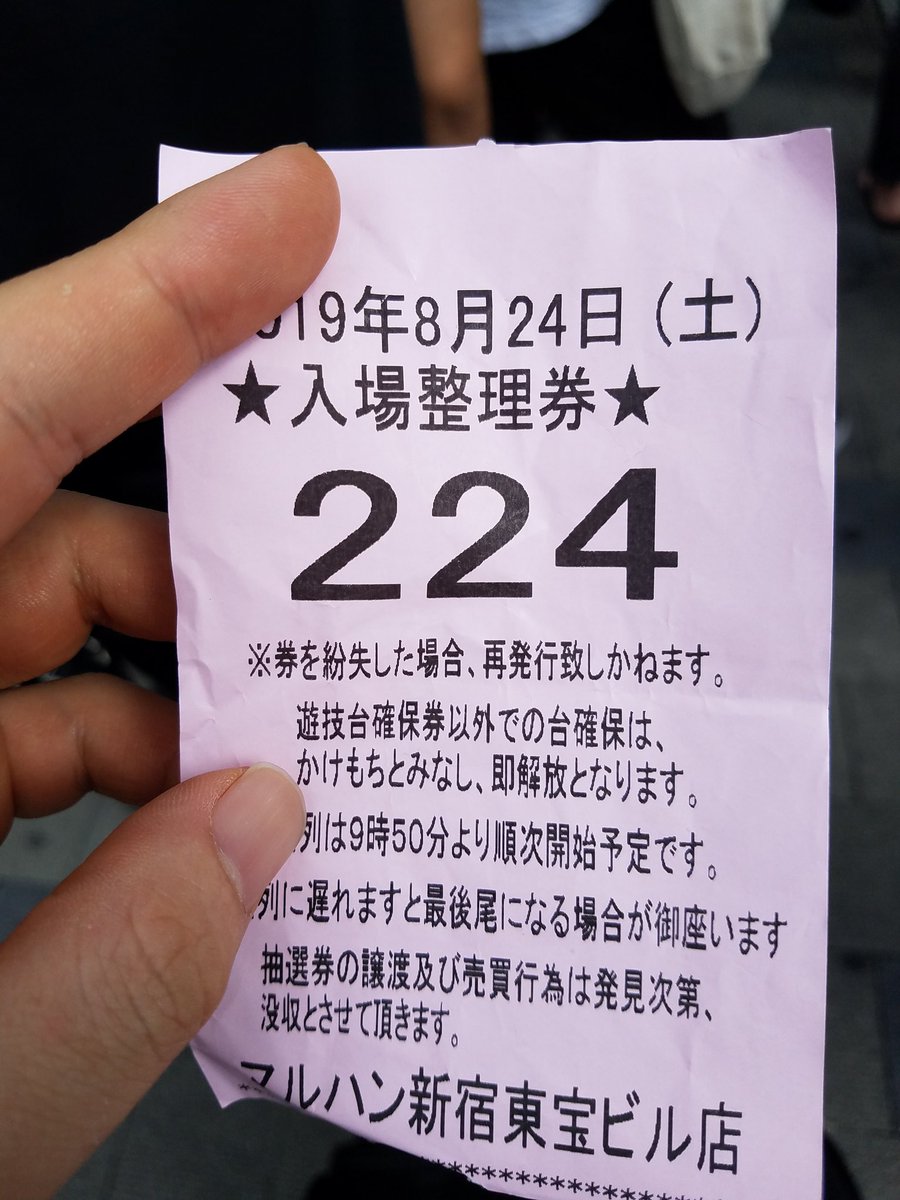 019年8月24日（土）
★入場整理券★
224
※券を紛失した場合、再発行致しかねます。
遊技台確保券以外での台確保は、
かけもちとみなし、即解放となります。
列は9時50分より順次開始予定です。
列に遅れますと最後尾になる場合が御座います
抽選券の譲渡及び売買行為は発見次第、
没収とさせて頂きます。
マルハン新宿東宝ビル店